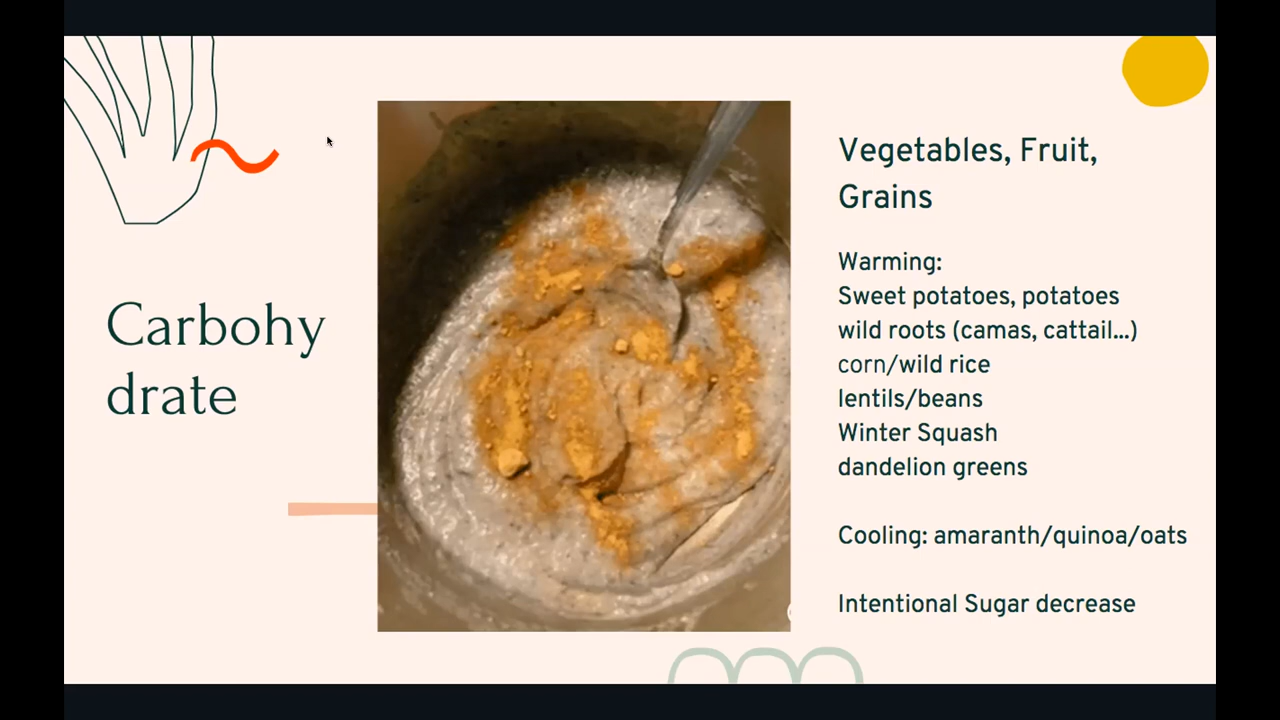 Carbohy
drate
Vegetables, Fruit,
Grains
Warming:
Sweet potatoes, potatoes
wild roots (camas, cattail...)
corn/wild rice
lentils/beans
Winter Squash
dandelion greens
Cooling: amaranth/quinoa/oats
Intentional Sugar decrease